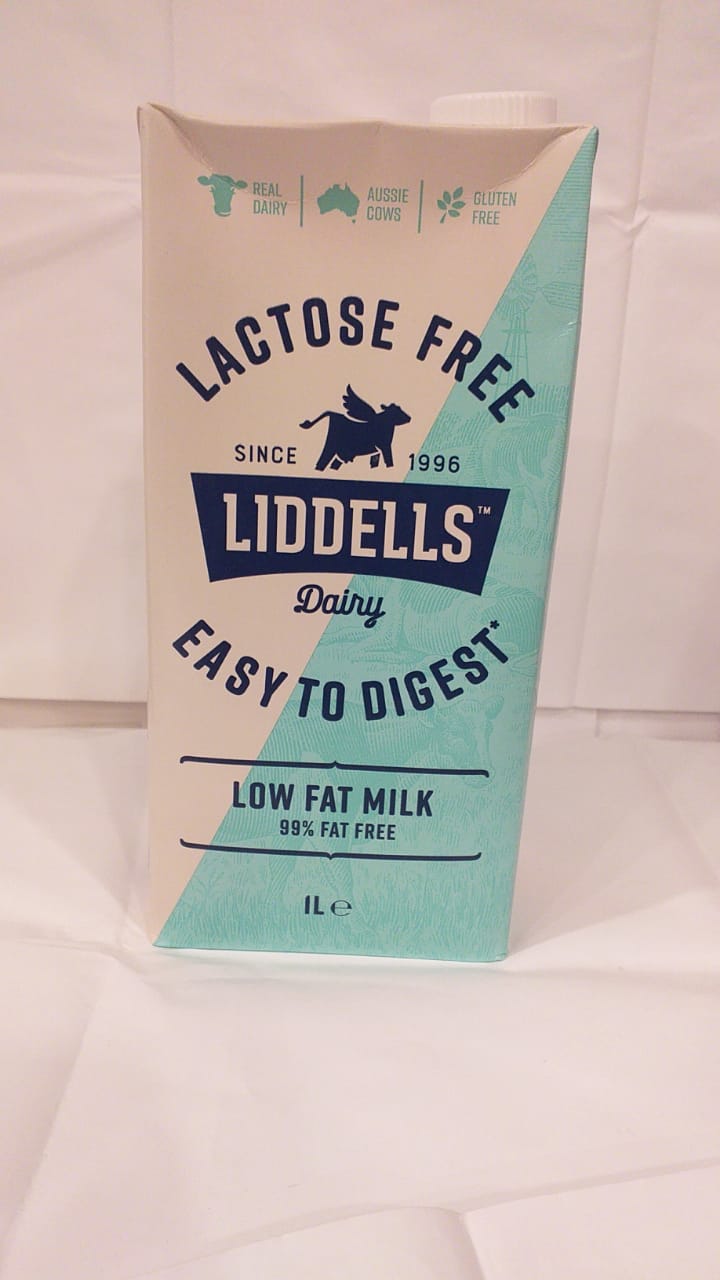 REAL
DAIRY
AUSSIE
COWS
GLUTEN
FREE
LACTOSE FREE
SINCE 1996
LIDDELLS™
Dairy
EASY TO DIGEST*
LOW FAT MILK
99% FAT FREE
1L ℮